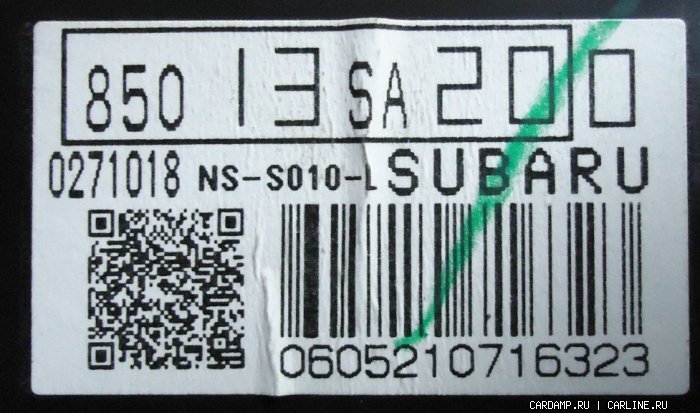 850 13 SA 200
0271018 NS-S010-L SUBARU
0605210716323
CARDAMP.RU | CARLINE.RU